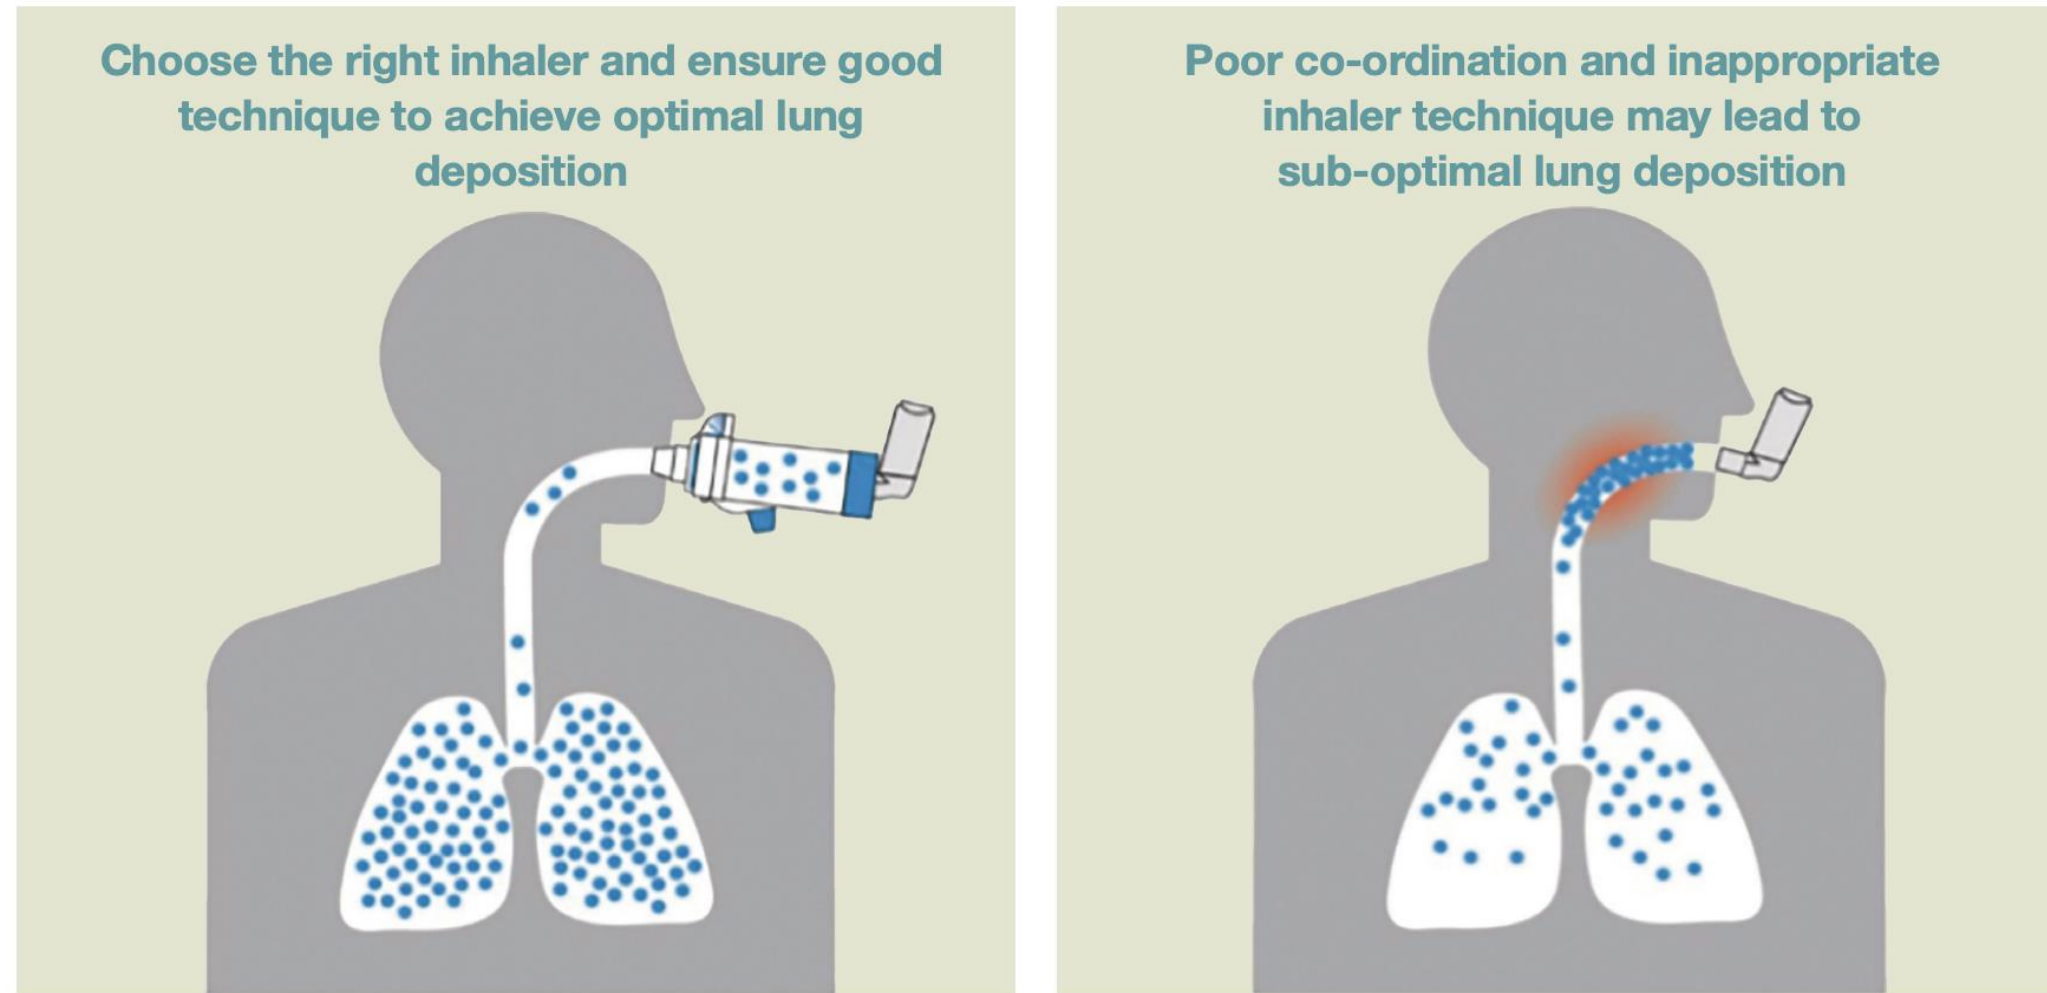 Choose the right inhaler and ensure good
technique to achieve optimal lung
deposition
Poor co-ordination and inappropriate
inhaler technique may lead to
sub-optimal lung deposition